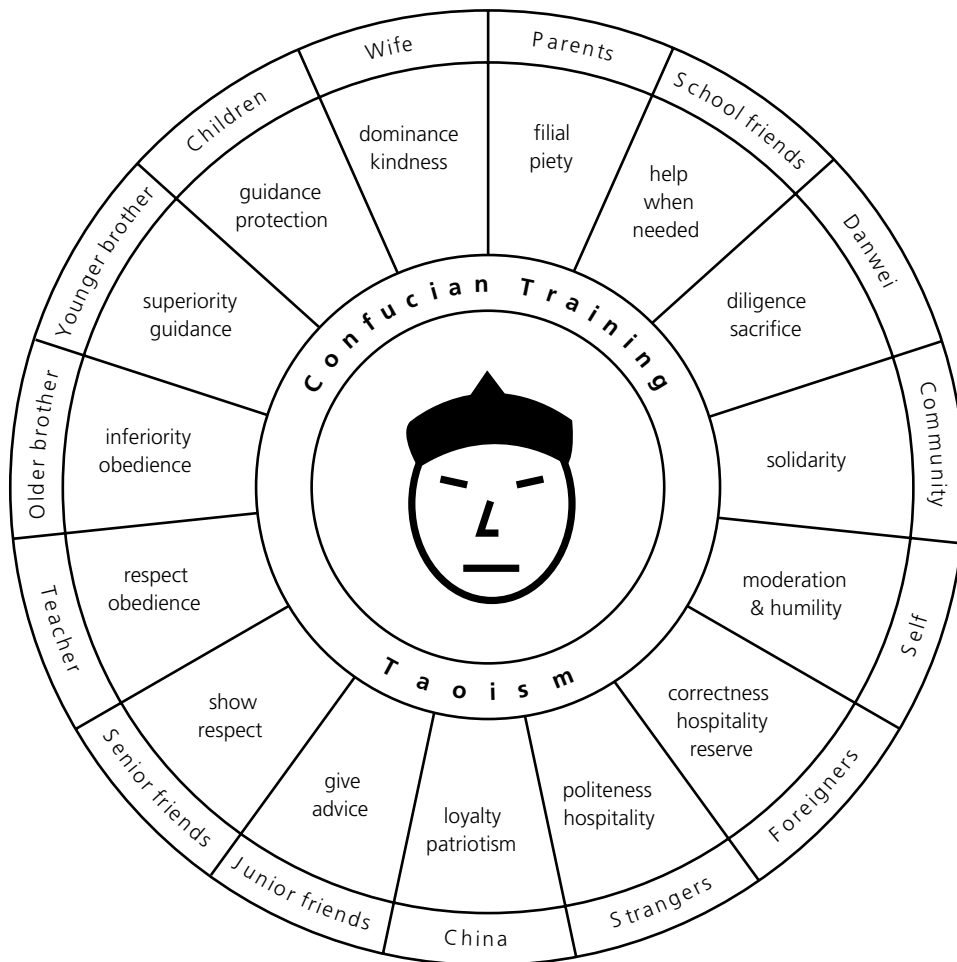 Wife
Parents
School friends
Danwei
Community
Self
Foreigners
Strangers
China
Junior friends
Senior friends
Teacher
Older brother
Younger brother
Children
dominance
kindness
filial
piety
help
when
needed
diligence
sacrifice
solidarity
moderation
& humility
correctness
hospitality
reserve
politeness
hospitality
loyalty
patriotism
give
advice
show
respect
respect
obedience
inferiority
obedience
superiority
guidance
guidance
protection
Confucian Training
Taoism